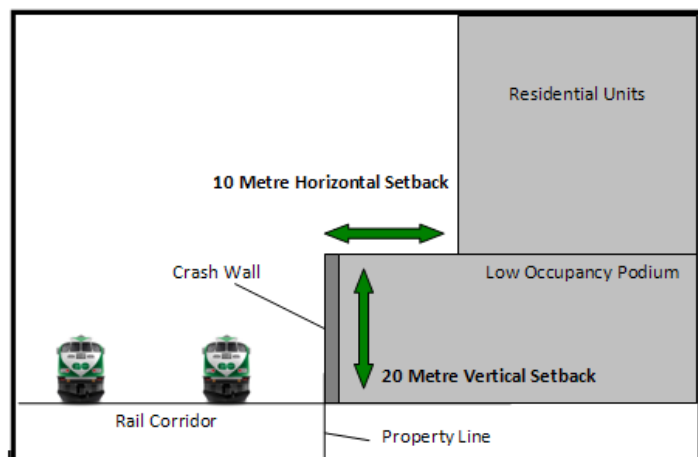 Residential Units
10 Metre Horizontal Setback
Crash Wall
Low Occupancy Podium
20 Metre Vertical Setback
Rail Corridor
Property Line